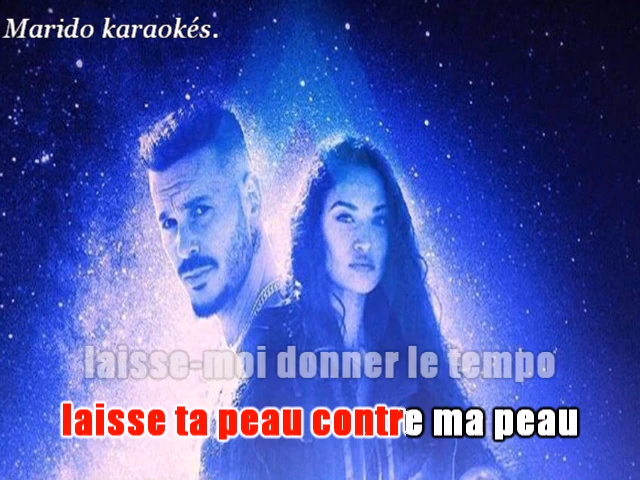 Marido karaokés.
laisse-moi donner le tempo
laisse ta peau contre ma peau